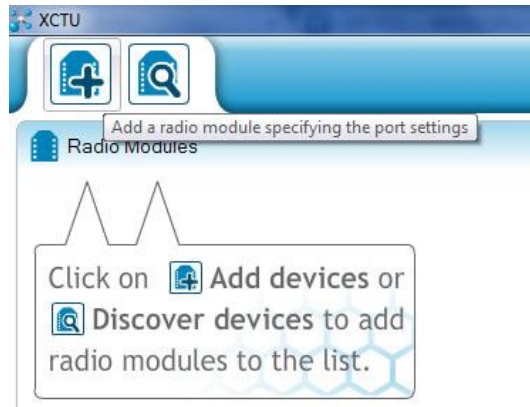 XCTU
Add a radio module specifying the port settings
Radio Modules
Click on Add devices or
Discover devices to add
radio modules to the list.